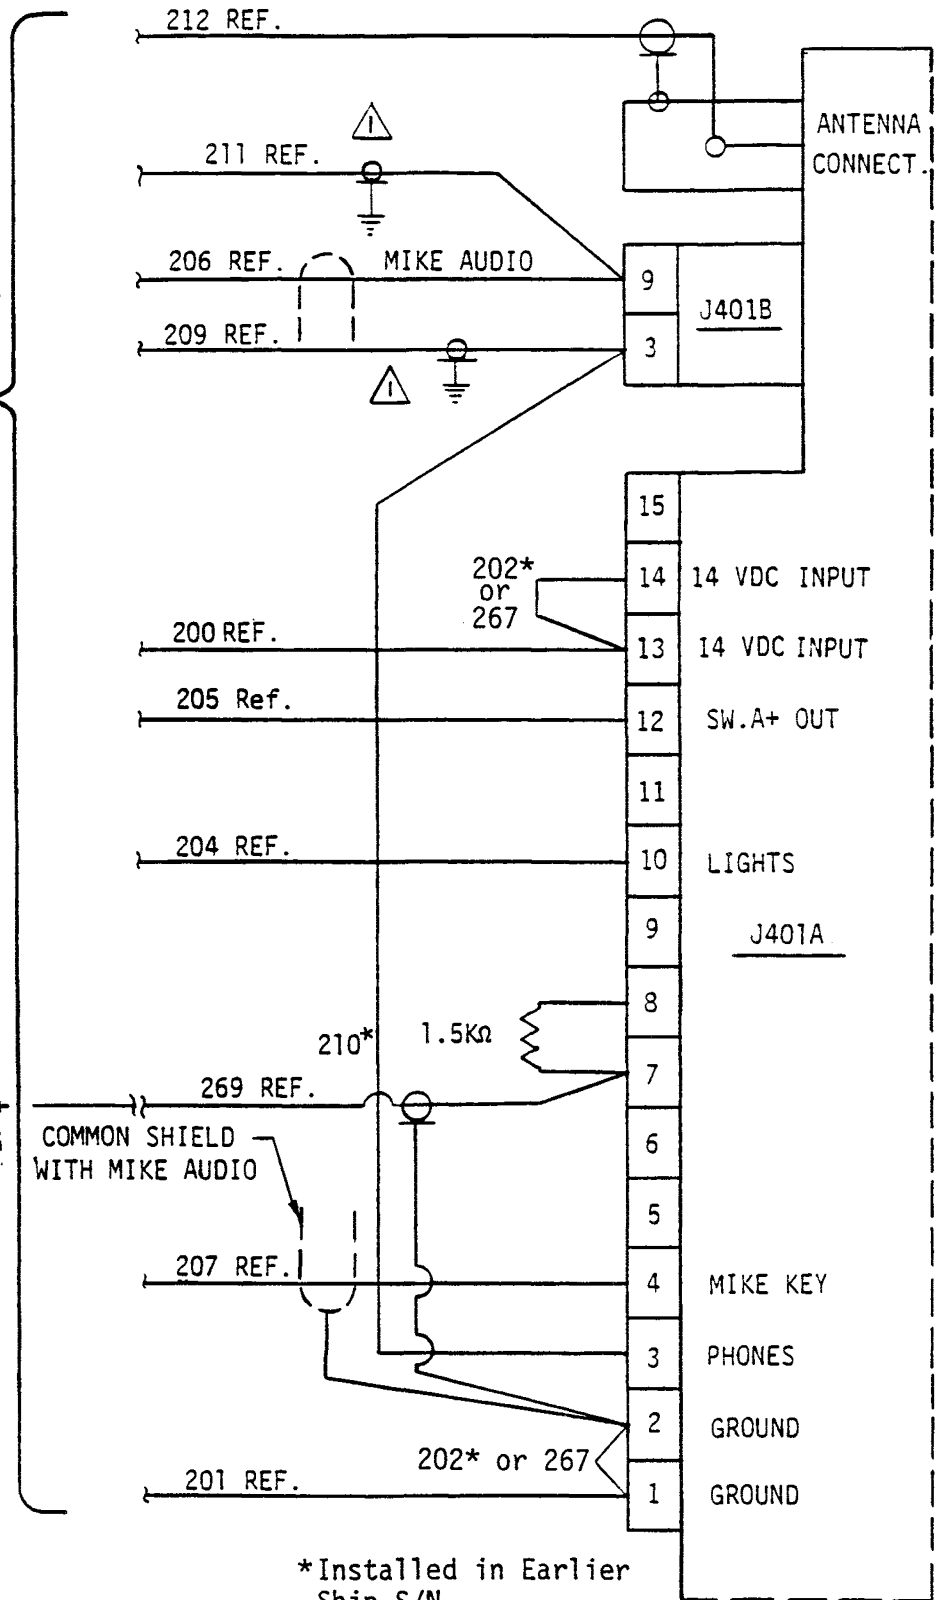 212 REF.
ANTENNA
CONNECT.
1
211 REF.
206 REF.
MIKE AUDIO
9
J401B
209 REF.
3
1
15
202*
or
267
14
14 VDC INPUT
200 REF.
13
14 VDC INPUT
205 Ref.
12
SW.A+ OUT
11
204 REF.
10
LIGHTS
9
J401A
8
210*
1.5KΩ
7
269 REF.
COMMON SHIELD
WITH MIKE AUDIO
6
5
207 REF.
4
MIKE KEY
3
PHONES
2
GROUND
202* or 267
201 REF.
1
GROUND
*Installed in Earlier
Ship S/N